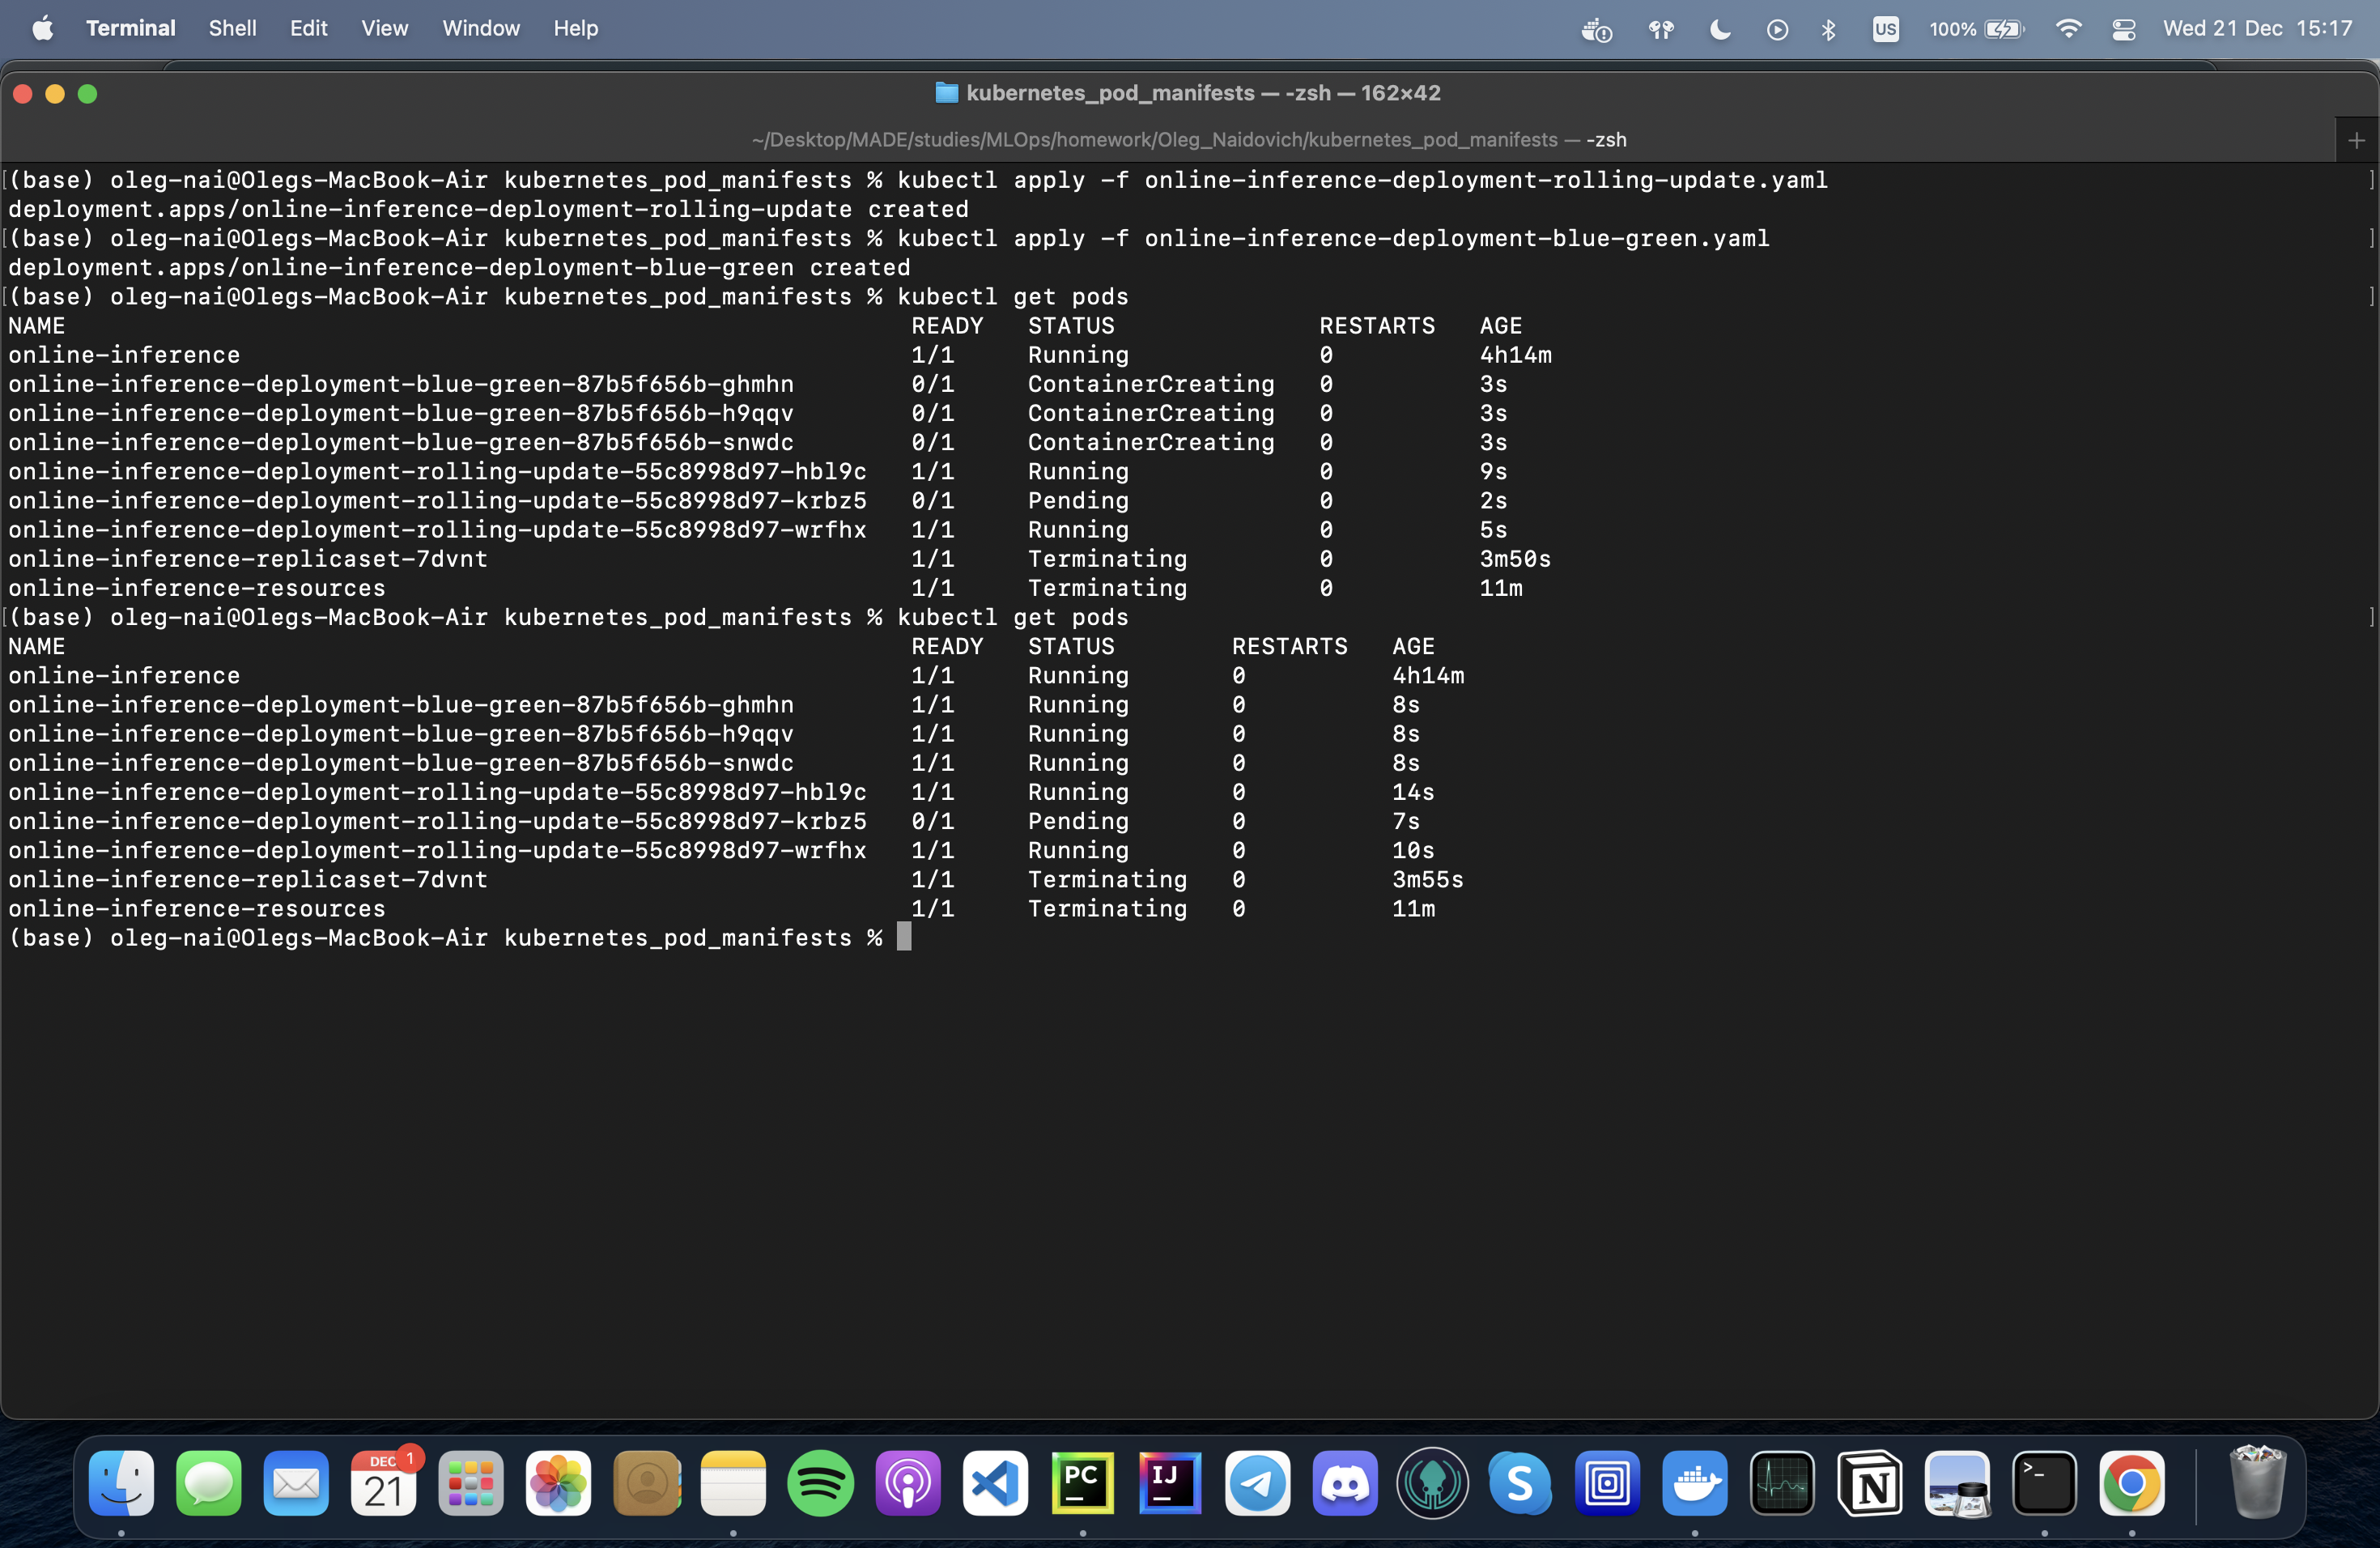 Terminal Shell Edit View Window Help US 100% Wed 21 Dec 15:17
kubernetes_pod_manifests — -zsh — 162×42
~/Desktop/MADE/studies/MLOps/homework/Oleg_Naidovich/kubernetes_pod_manifests — -zsh +
[(base) oleg-nai@Olegs-MacBook-Air kubernetes_pod_manifests % kubectl apply -f online-inference-deployment-rolling-update.yaml ]
deployment.apps/online-inference-deployment-rolling-update created
[(base) oleg-nai@Olegs-MacBook-Air kubernetes_pod_manifests % kubectl apply -f online-inference-deployment-blue-green.yaml ]
deployment.apps/online-inference-deployment-blue-green created
[(base) oleg-nai@Olegs-MacBook-Air kubernetes_pod_manifests % kubectl get pods ]
NAME READY STATUS RESTARTS AGE
online-inference 1/1 Running 0 4h14m
online-inference-deployment-blue-green-87b5f656b-ghmhn 0/1 ContainerCreating 0 3s
online-inference-deployment-blue-green-87b5f656b-h9qqv 0/1 ContainerCreating 0 3s
online-inference-deployment-blue-green-87b5f656b-snwdc 0/1 ContainerCreating 0 3s
online-inference-deployment-rolling-update-55c8998d97-hbl9c 1/1 Running 0 9s
online-inference-deployment-rolling-update-55c8998d97-krbz5 0/1 Pending 0 2s
online-inference-deployment-rolling-update-55c8998d97-wrfhx 1/1 Running 0 5s
online-inference-replicaset-7dvnt 1/1 Terminating 0 3m50s
online-inference-resources 1/1 Terminating 0 11m
[(base) oleg-nai@Olegs-MacBook-Air kubernetes_pod_manifests % kubectl get pods ]
NAME READY STATUS RESTARTS AGE
online-inference 1/1 Running 0 4h14m
online-inference-deployment-blue-green-87b5f656b-ghmhn 1/1 Running 0 8s
online-inference-deployment-blue-green-87b5f656b-h9qqv 1/1 Running 0 8s
online-inference-deployment-blue-green-87b5f656b-snwdc 1/1 Running 0 8s
online-inference-deployment-rolling-update-55c8998d97-hbl9c 1/1 Running 0 14s
online-inference-deployment-rolling-update-55c8998d97-krbz5 0/1 Pending 0 7s
online-inference-deployment-rolling-update-55c8998d97-wrfhx 1/1 Running 0 10s
online-inference-replicaset-7dvnt 1/1 Terminating 0 3m55s
online-inference-resources 1/1 Terminating 0 11m
(base) oleg-nai@Olegs-MacBook-Air kubernetes_pod_manifests %
DEC 1
21
PC
IJ
S
N
>_